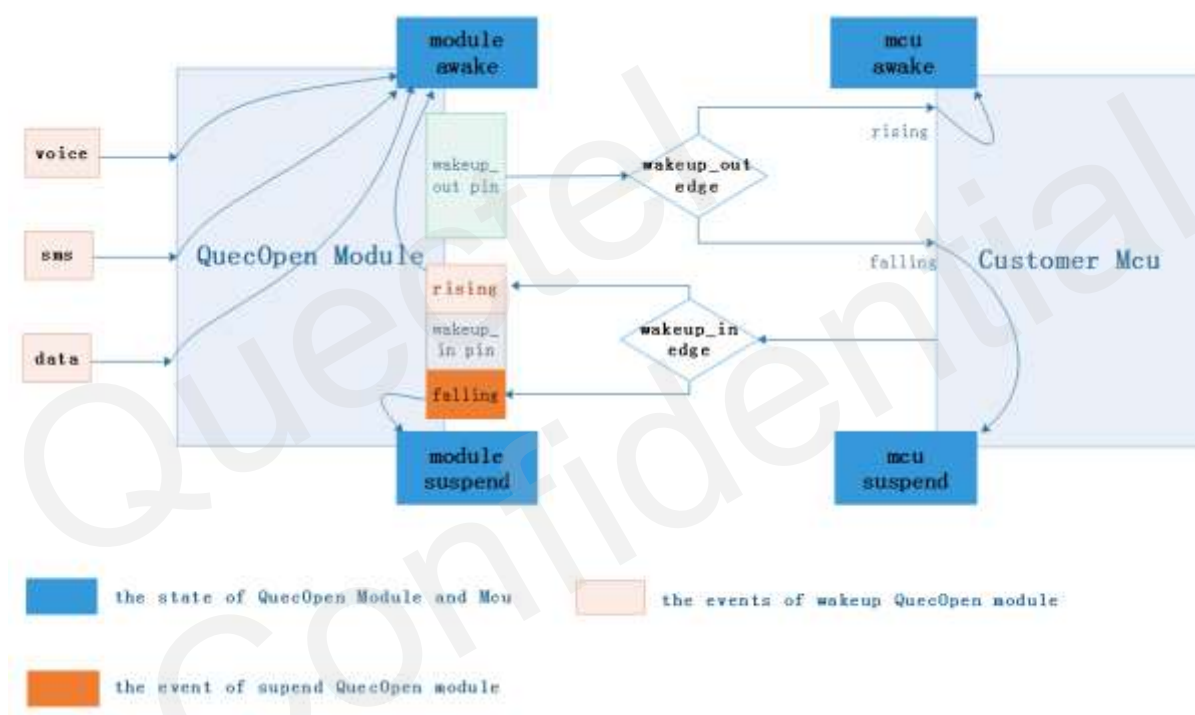 module
awake
mcu
awake
voice
wakeup_
out pin
wakeup_out
edge
rising
sms
QuecOpen Module
falling
Customer Mcu
rising
wakeup_
in pin
wakeup_in
edge
data
falling
module
suspend
mcu
suspend
the state of QuecOpen Module and Mcu
the events of wakeup QuecOpen module
the event of supend QuecOpen module
Quectel
Confidential